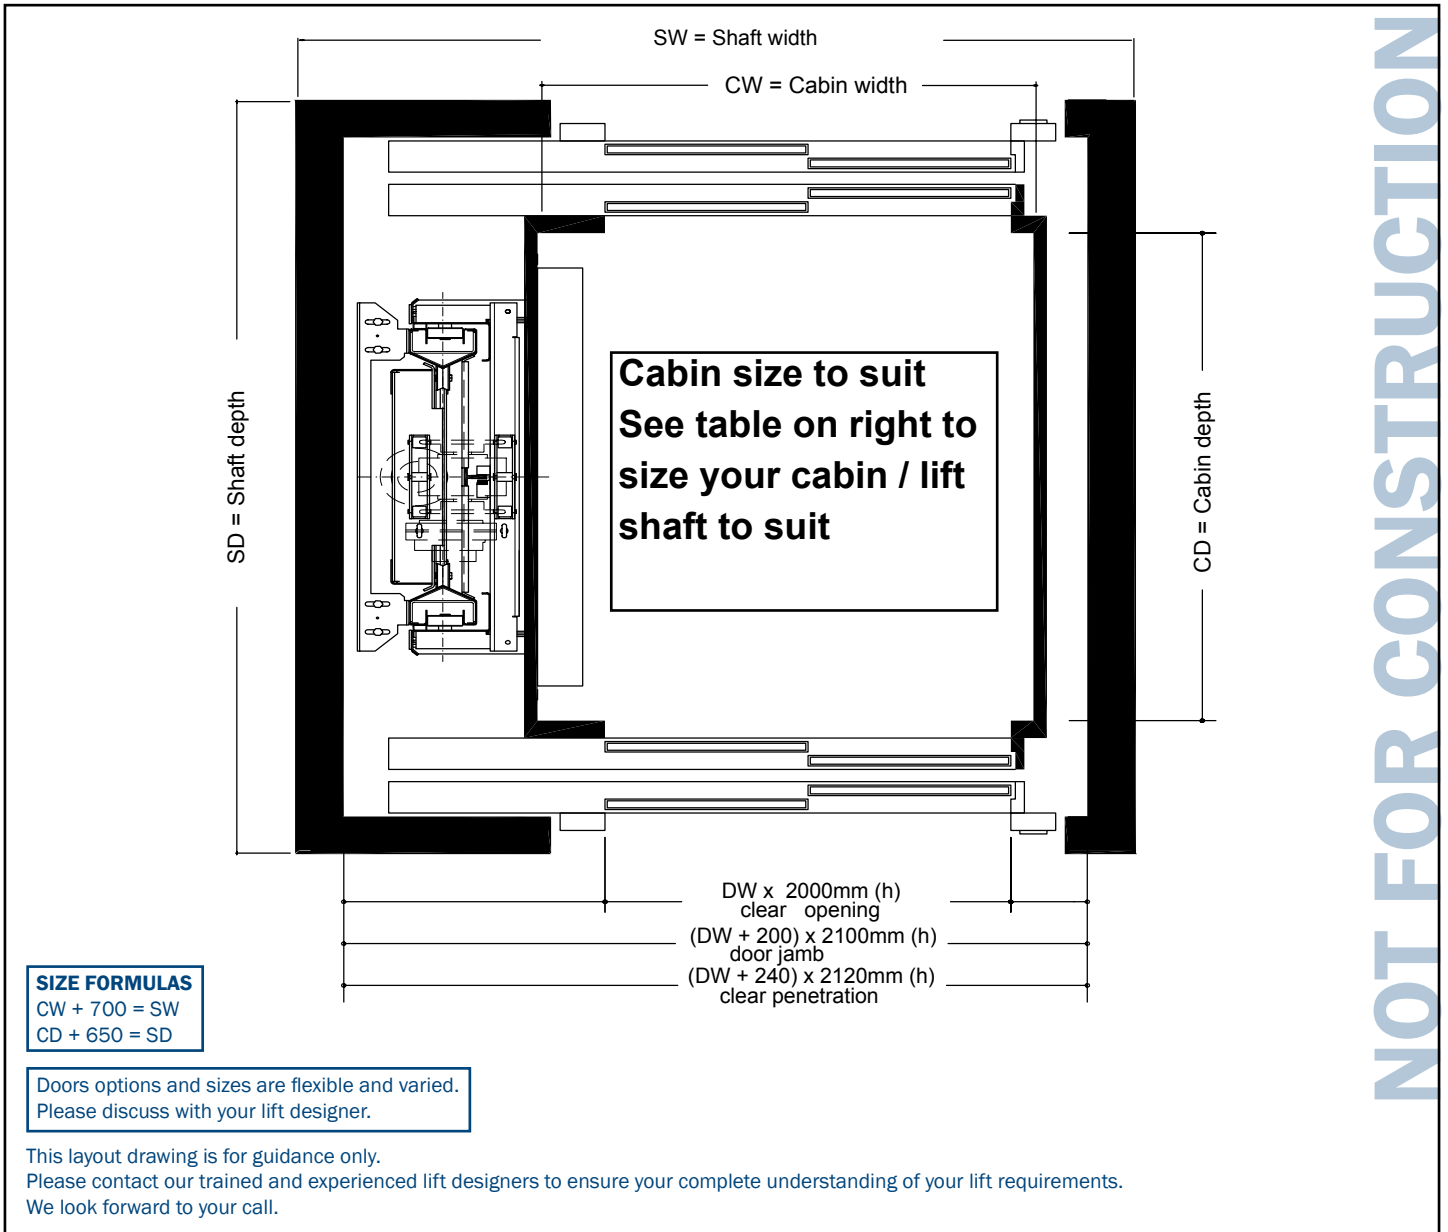 SW = Shaft width
CW = Cabin width
SD = Shaft depth
Cabin size to suit
See table on right to
size your cabin / lift
shaft to suit
CD = Cabin depth
NOT FOR CONSTRUCTION
DW x 2000mm (h)
clear opening
(DW + 200) x 2100mm (h)
door jamb
(DW + 240) x 2120mm (h)
clear penetration
SIZE FORMULAS
CW + 700 = SW
CD + 650 = SD
Doors options and sizes are flexible and varied.
Please discuss with your lift designer.
This layout drawing is for guidance only.
Please contact our trained and experienced lift designers to ensure your complete understanding of your lift requirements.
We look forward to your call.